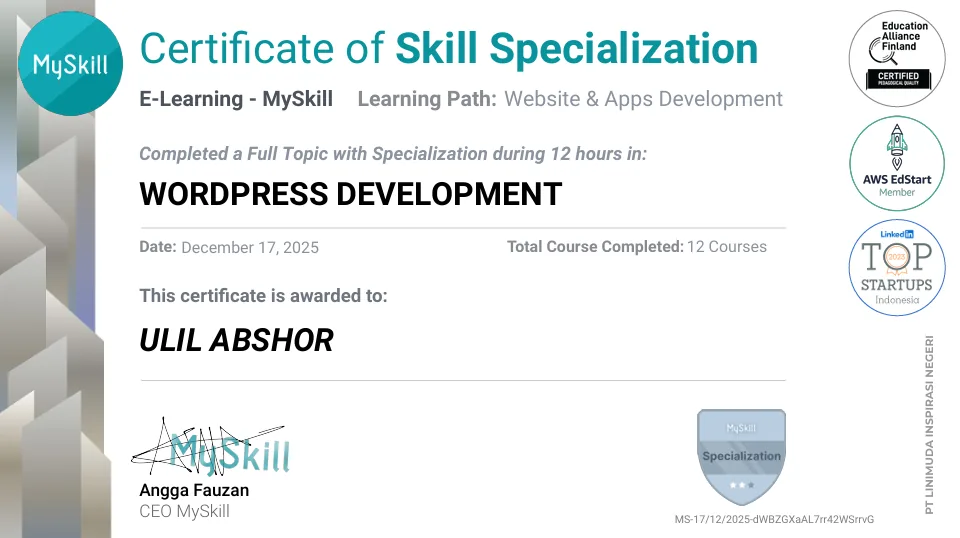 MySkill
Certificate of Skill Specialization
E-Learning - MySkill Learning Path: Website & Apps Development
Completed a Full Topic with Specialization during 12 hours in:
WORDPRESS DEVELOPMENT
Date: December 17, 2025 Total Course Completed: 12 Courses
This certificate is awarded to:
ULIL ABSHOR
MySkill
Angga Fauzan
CEO MySkill
MySkill
Specialization
MS-17/12/2025-dWBZGXaAL7rr42WSrrvG
Education
Alliance
Finland
CERTIFIED
PEDAGOGICAL QUALITY
AWS EdStart
Member
LinkedIn
TOP
2023
STARTUPS
Indonesia
PT LINIMUDA INSPIRASI NEGERI